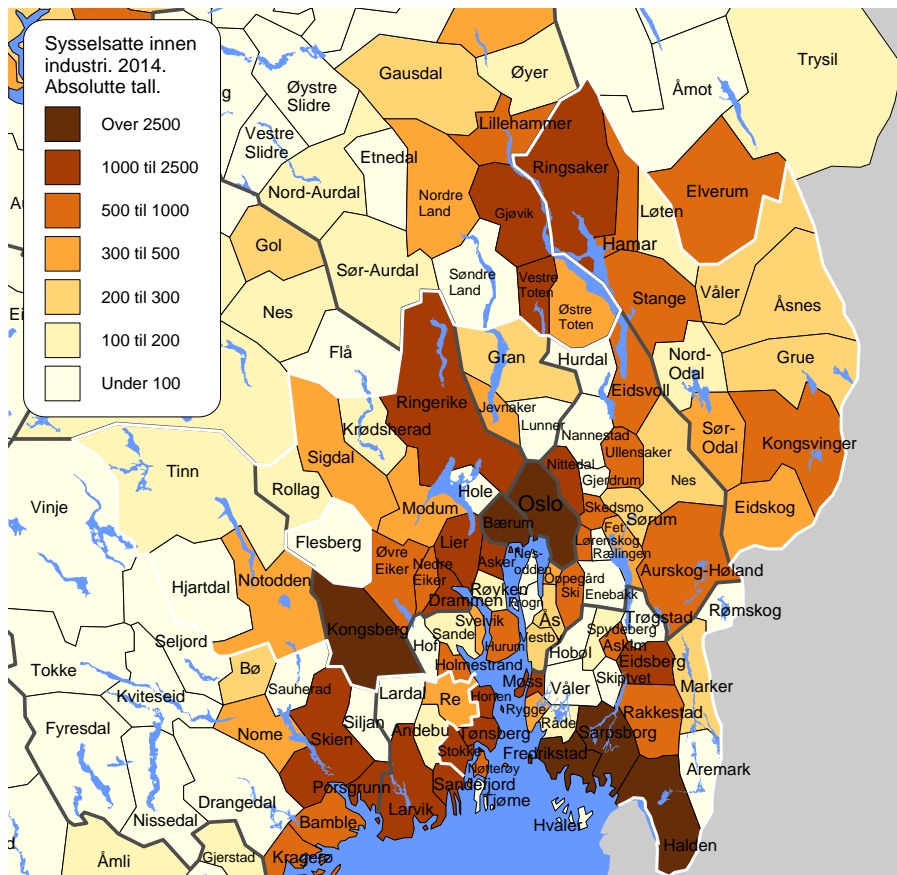 Sysselsatte innen
industri. 2014.
Absolutte tall.
Over 2500
1000 til 2500
500 til 1000
300 til 500
200 til 300
100 til 200
Under 100
Trysil
Gausdal
Øyer
Åmot
Øystre
Slidre
Vestre
Slidre
Lillehammer
Etnedal
Ringsaker
Nord-Aurdal
Nordre
Land
Elverum
Gjøvik
Løten
Hamar
Gol
Sør-Aurdal
Søndre
Land
Vestre
Toten
Stange
Våler
Åsnes
Østre
Toten
Nes
Flå
Gran
Hurdal
Nord-
Odal
Grue
Eidsvoll
Ringerike
Jevnaker
Lunner
Krødsherad
Nannestad
Sør-
Odal
Kongsvinger
Ullensaker
Sigdal
Nittedal
Gjerdrum
Nes
Tinn
Rollag
Hole
Oslo
Modum
Skedsmo
Eidskog
Vinje
Bærum
Sørum
Fet
Flesberg
Lier
Lørenskog
Rælingen
Øvre
Eiker
Nes-
odden
Asker
Nedre
Eiker
Aurskog-Høland
Hjartdal
Notodden
Oppegård
Ski
Røyken
Enebakk
Drammen
Frogn
Rømskog
Svelvik
Ås
Trøgstad
Kongsberg
Sande
Vestby
Spydeberg
Seljord
Hof
Hurum
Hobøl
Askim
Tokke
Bø
Holmestrand
Eidsberg
Skiptvet
Moss
Sauherad
Lardal
Våler
Marker
Kviteseid
Re
Horten
Fyresdal
Siljan
Rygge
Rakkestad
Nome
Skien
Andebu
Råde
Tønsberg
Sarpsborg
Stokke
Fredrikstad
Nøtterøy
Aremark
Porsgrunn
Sandefjord
Drangedal
Larvik
Tjøme
Nissedal
Bamble
Hvaler
Halden
Åmli
Gjerstad
Kragerø